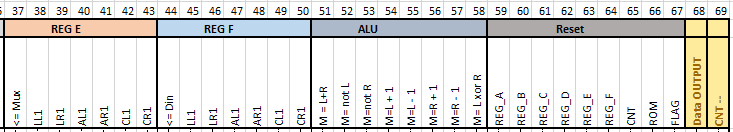 37 38 39 40 41 42 43 44 45 46 47 48 49 50 51 52 53 54 55 56 57 58 59 60 61 62 63 64 65 66 67 68 69
REG E REG F ALU Reset
<= Mux
LL1
LR1
AL1
AR1
CL1
CR1
<= Din
LL1
LR1
AL1
AR1
CL1
CR1
M = L+R
M= not L
M=not R
M=L + 1
M=L - 1
M=R + 1
M=R - 1
M= L xor R
REG_A
REG_B
REG_C
REG_D
REG_E
REG_F
CNT
ROM
FLAG
Data OUTPUT
CNT --